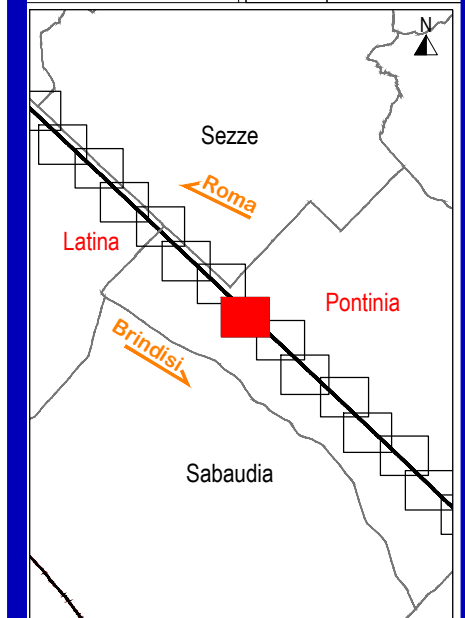 N
Sezze
Roma
Latina
Pontinia
Brindisi
Sabaudia